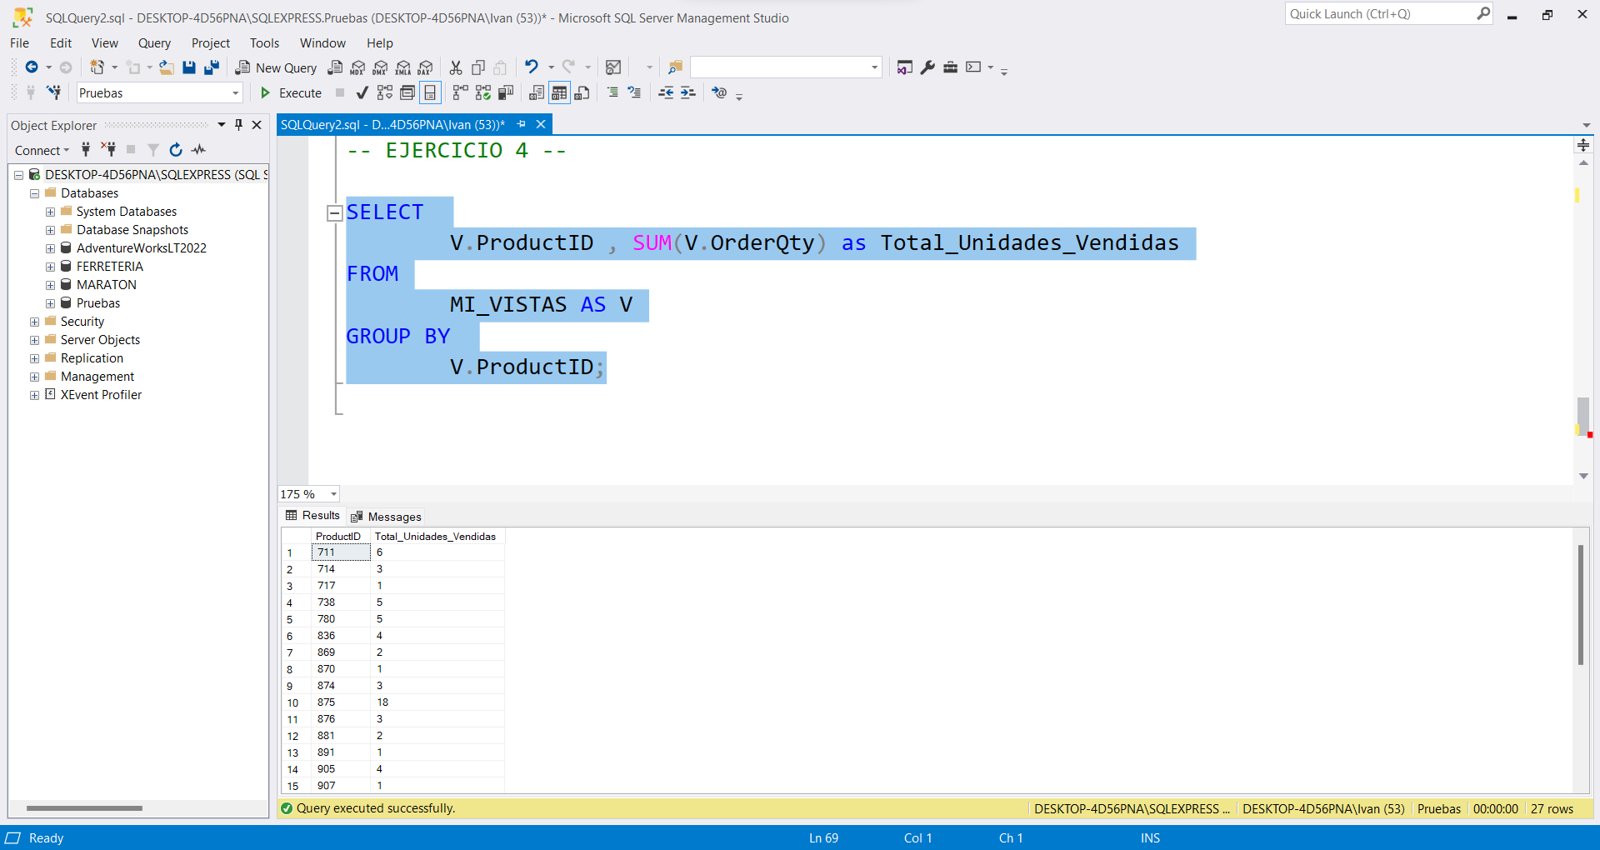 SQLQuery2.sql - DESKTOP-4D56PNA\SQLEXPRESS.Pruebas (DESKTOP-4D56PNA\Ivan (53))* - Microsoft SQL Server Management Studio
Quick Launch (Ctrl+Q)
File Edit View Query Project Tools Window Help
New Query MDX DMX XMLA DAX
Pruebas Execute
Object Explorer
SQLQuery2.sql - D...4D56PNA\Ivan (53))*
Connect
DESKTOP-4D56PNA\SQLEXPRESS (SQL S
Databases
System Databases
Database Snapshots
AdventureWorksLT2022
FERRETERIA
MARATON
Pruebas
Security
Server Objects
Replication
Management
XEvent Profiler
-- EJERCICIO 4 --
SELECT
V.ProductID , SUM(V.OrderQty) as Total_Unidades_Vendidas
FROM
MI_VISTAS AS V
GROUP BY
V.ProductID;
175 %
Results Messages
ProductID Total_Unidades_Vendidas
1 711 6
2 714 3
3 717 1
4 738 5
5 780 5
6 836 4
7 869 2
8 870 1
9 874 3
10 875 18
11 876 3
12 881 2
13 891 1
14 905 4
15 907 1
Query executed successfully. DESKTOP-4D56PNA\SQLEXPRESS ... DESKTOP-4D56PNA\Ivan (53) Pruebas 00:00:00 27 rows
Ready Ln 69 Col 1 Ch 1 INS